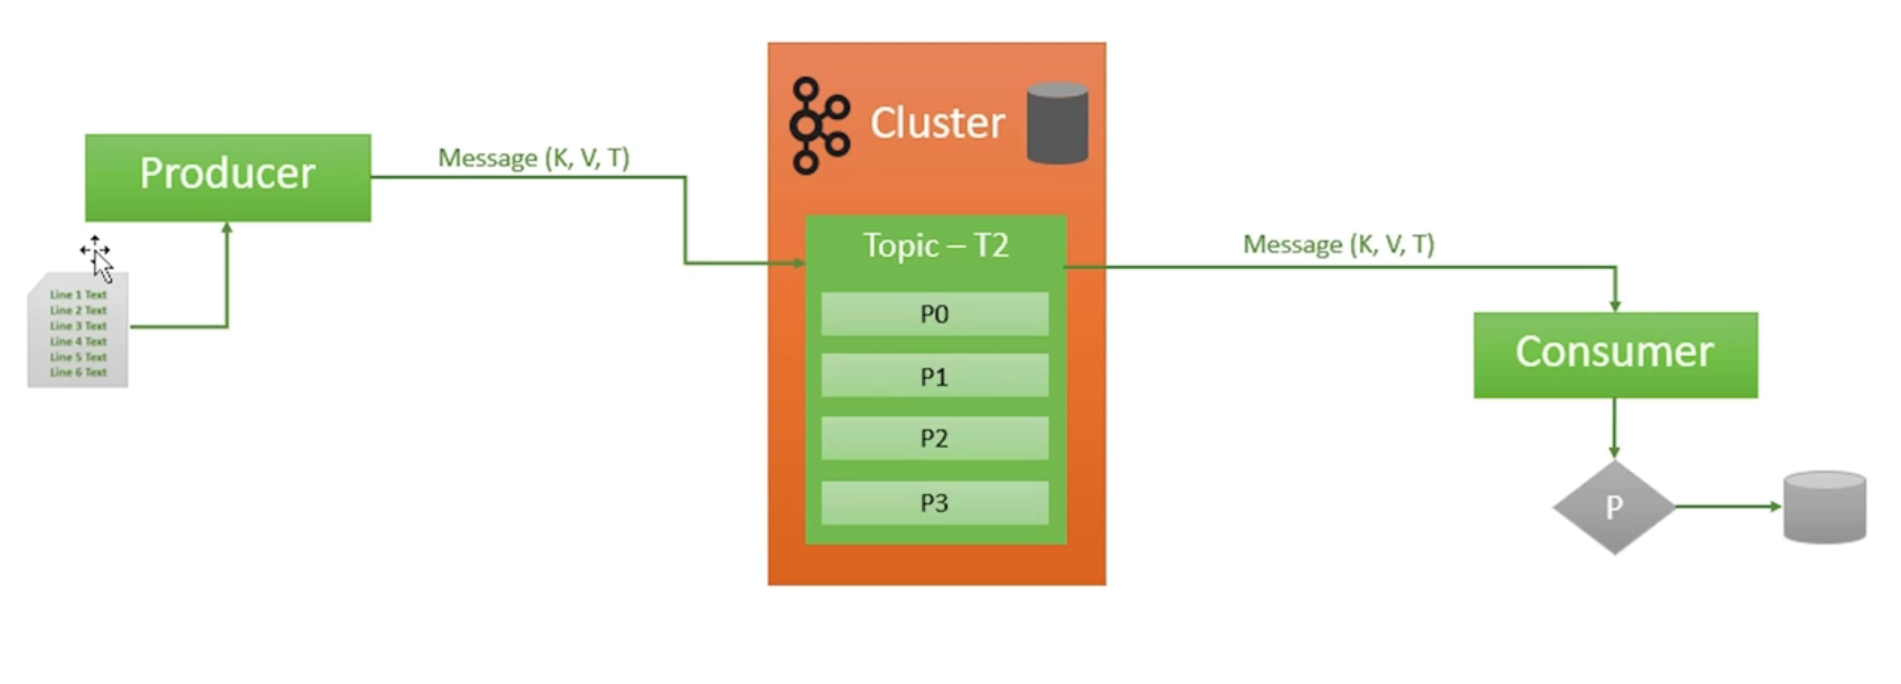 Cluster
Producer
Message (K, V, T)
Topic – T2
Message (K, V, T)
Line 1 Text
Line 2 Text
Line 3 Text
Line 4 Text
Line 5 Text
Line 6 Text
P0
P1
P2
P3
Consumer
P